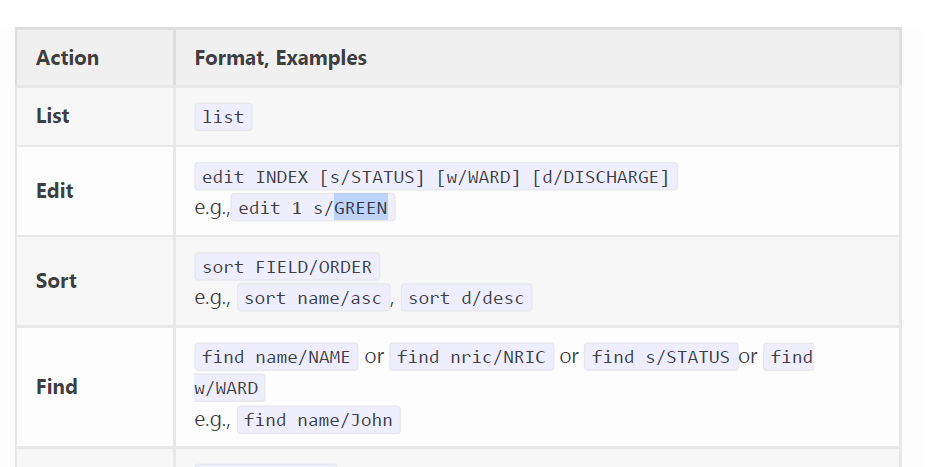 Action Format, Examples
List list
edit INDEX [s/STATUS] [w/WARD] [d/DISCHARGE]
Edit
e.g., edit 1 s/GREEN
sort FIELD/ORDER
Sort
e.g., sort name/asc , sort d/desc
find name/NAME or find nric/NRIC or find s/STATUS or find
w/WARD
Find
e.g., find name/John